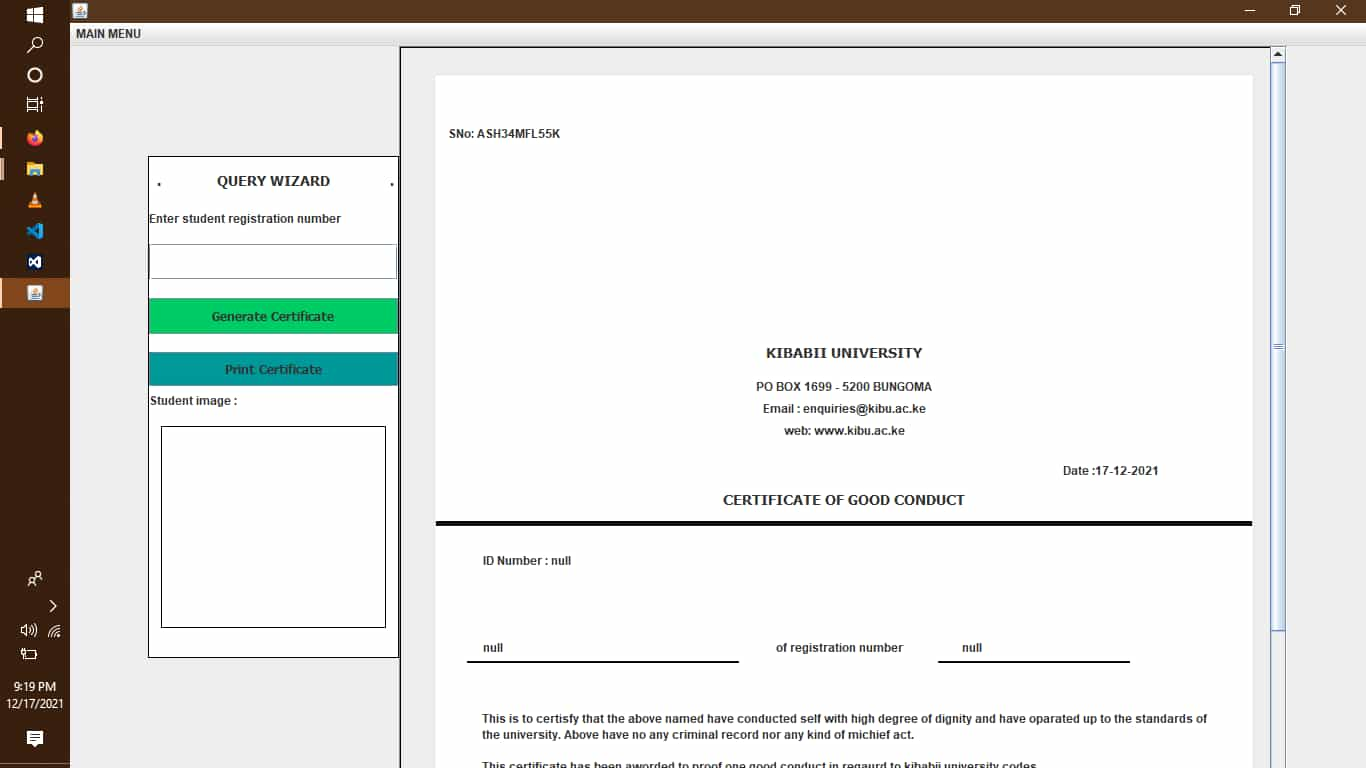 MAIN MENU
. QUERY WIZARD .
Enter student registration number
Generate Certificate
Print Certificate
Student image :
SNo: ASH34MFL55K
KIBABII UNIVERSITY
PO BOX 1699 - 5200 BUNGOMA
Email : enquiries@kibu.ac.ke
web: www.kibu.ac.ke
Date :17-12-2021
CERTIFICATE OF GOOD CONDUCT
ID Number : null
null of registration number null
This is to certisfy that the above named have conducted self with high degree of dignity and have oparated up to the standards of
the university. Above have no any criminal record nor any kind of michief act.
This certificate has been aworded to proof one good conduct in regaurd to kibabii university codes
9:19 PM
12/17/2021